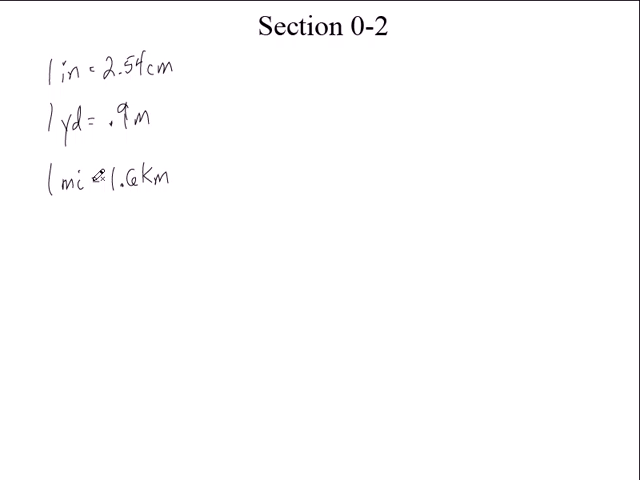 Section 0-2
1 in = 2.54 cm
1 yd = .9 m
1 mi = 1.6 km